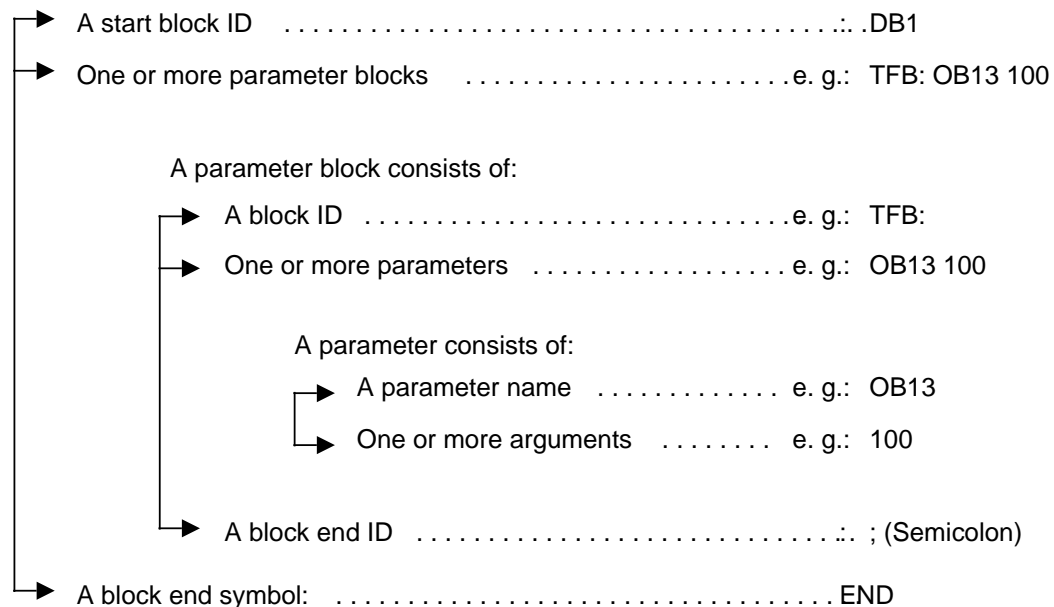 A start block ID . . . . . . . . . . . . . . . . . . . . . . . . . . . . . . . . . . . . . . .:. . DB1
One or more parameter blocks . . . . . . . . . . . . . . . . . . . . . . . e. g.: TFB: OB13 100
A parameter block consists of:
A block ID . . . . . . . . . . . . . . . . . . . . . . . . . . . . . . e. g.: TFB:
One or more parameters . . . . . . . . . . . . . . . . . . e. g.: OB13 100
A parameter consists of:
A parameter name . . . . . . . . . . . . . e. g.: OB13
One or more arguments . . . . . . . . e. g.: 100
A block end ID . . . . . . . . . . . . . . . . . . . . . . . . . . . . . .:. ; (Semicolon)
A block end symbol: . . . . . . . . . . . . . . . . . . . . . . . . . . . . . . . . . . . END